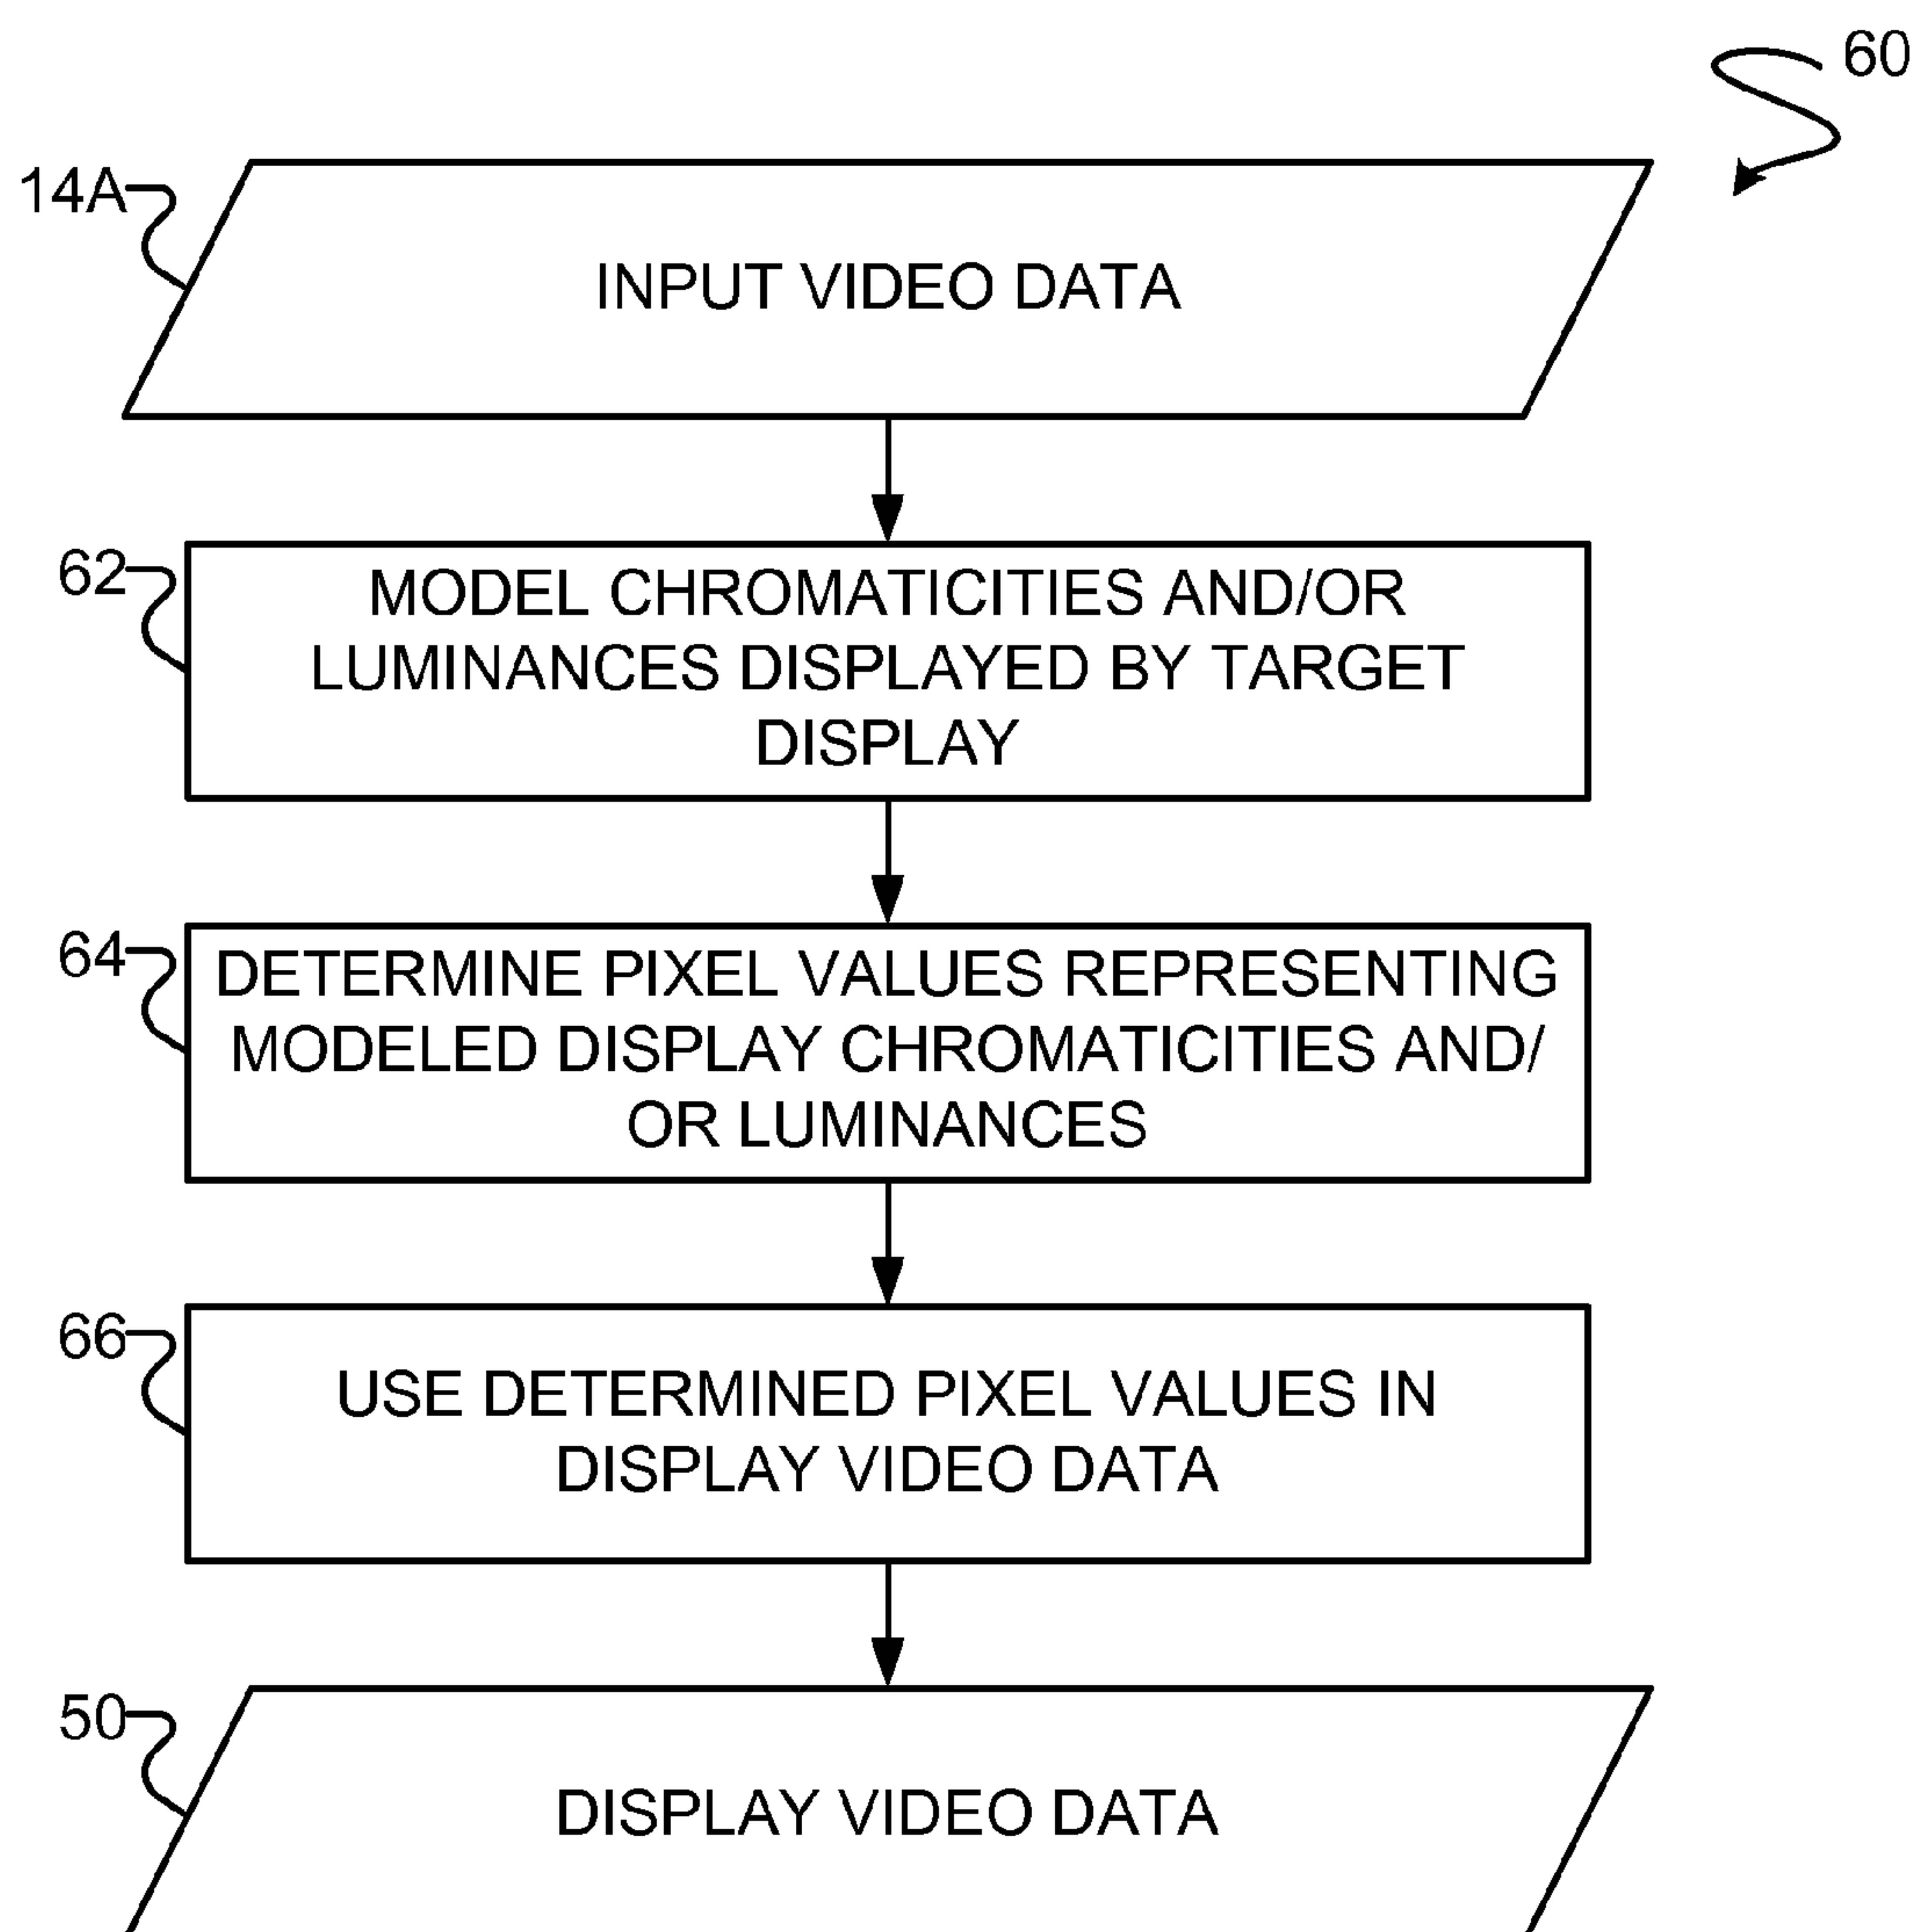 60
14A
INPUT VIDEO DATA
62
MODEL CHROMATICITIES AND/OR
LUMINANCES DISPLAYED BY TARGET
DISPLAY
64
DETERMINE PIXEL VALUES REPRESENTING
MODELED DISPLAY CHROMATICITIES AND/
OR LUMINANCES
66
USE DETERMINED PIXEL VALUES IN
DISPLAY VIDEO DATA
50
DISPLAY VIDEO DATA